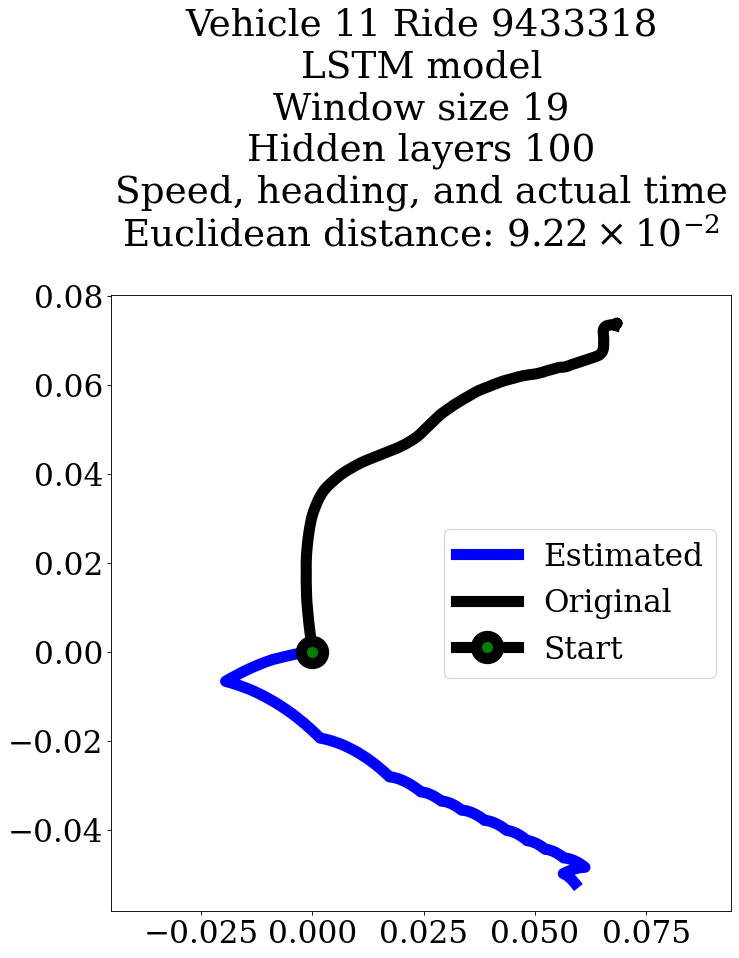 Vehicle 11 Ride 9433318
LSTM model
Window size 19
Hidden layers 100
Speed, heading, and actual time
Euclidean distance: 9.22 × 10⁻²
0.08
0.06
0.04
0.02
0.00
−0.02
−0.04
Estimated
Original
Start
−0.025 0.000 0.025 0.050 0.075